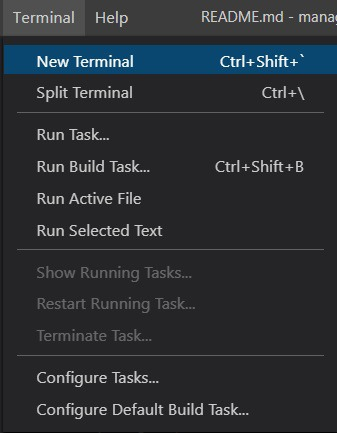 Terminal Help README.md - manag
New Terminal Ctrl+Shift+`
Split Terminal Ctrl+\
Run Task...
Run Build Task... Ctrl+Shift+B
Run Active File
Run Selected Text
Show Running Tasks...
Restart Running Task...
Terminate Task...
Configure Tasks...
Configure Default Build Task...